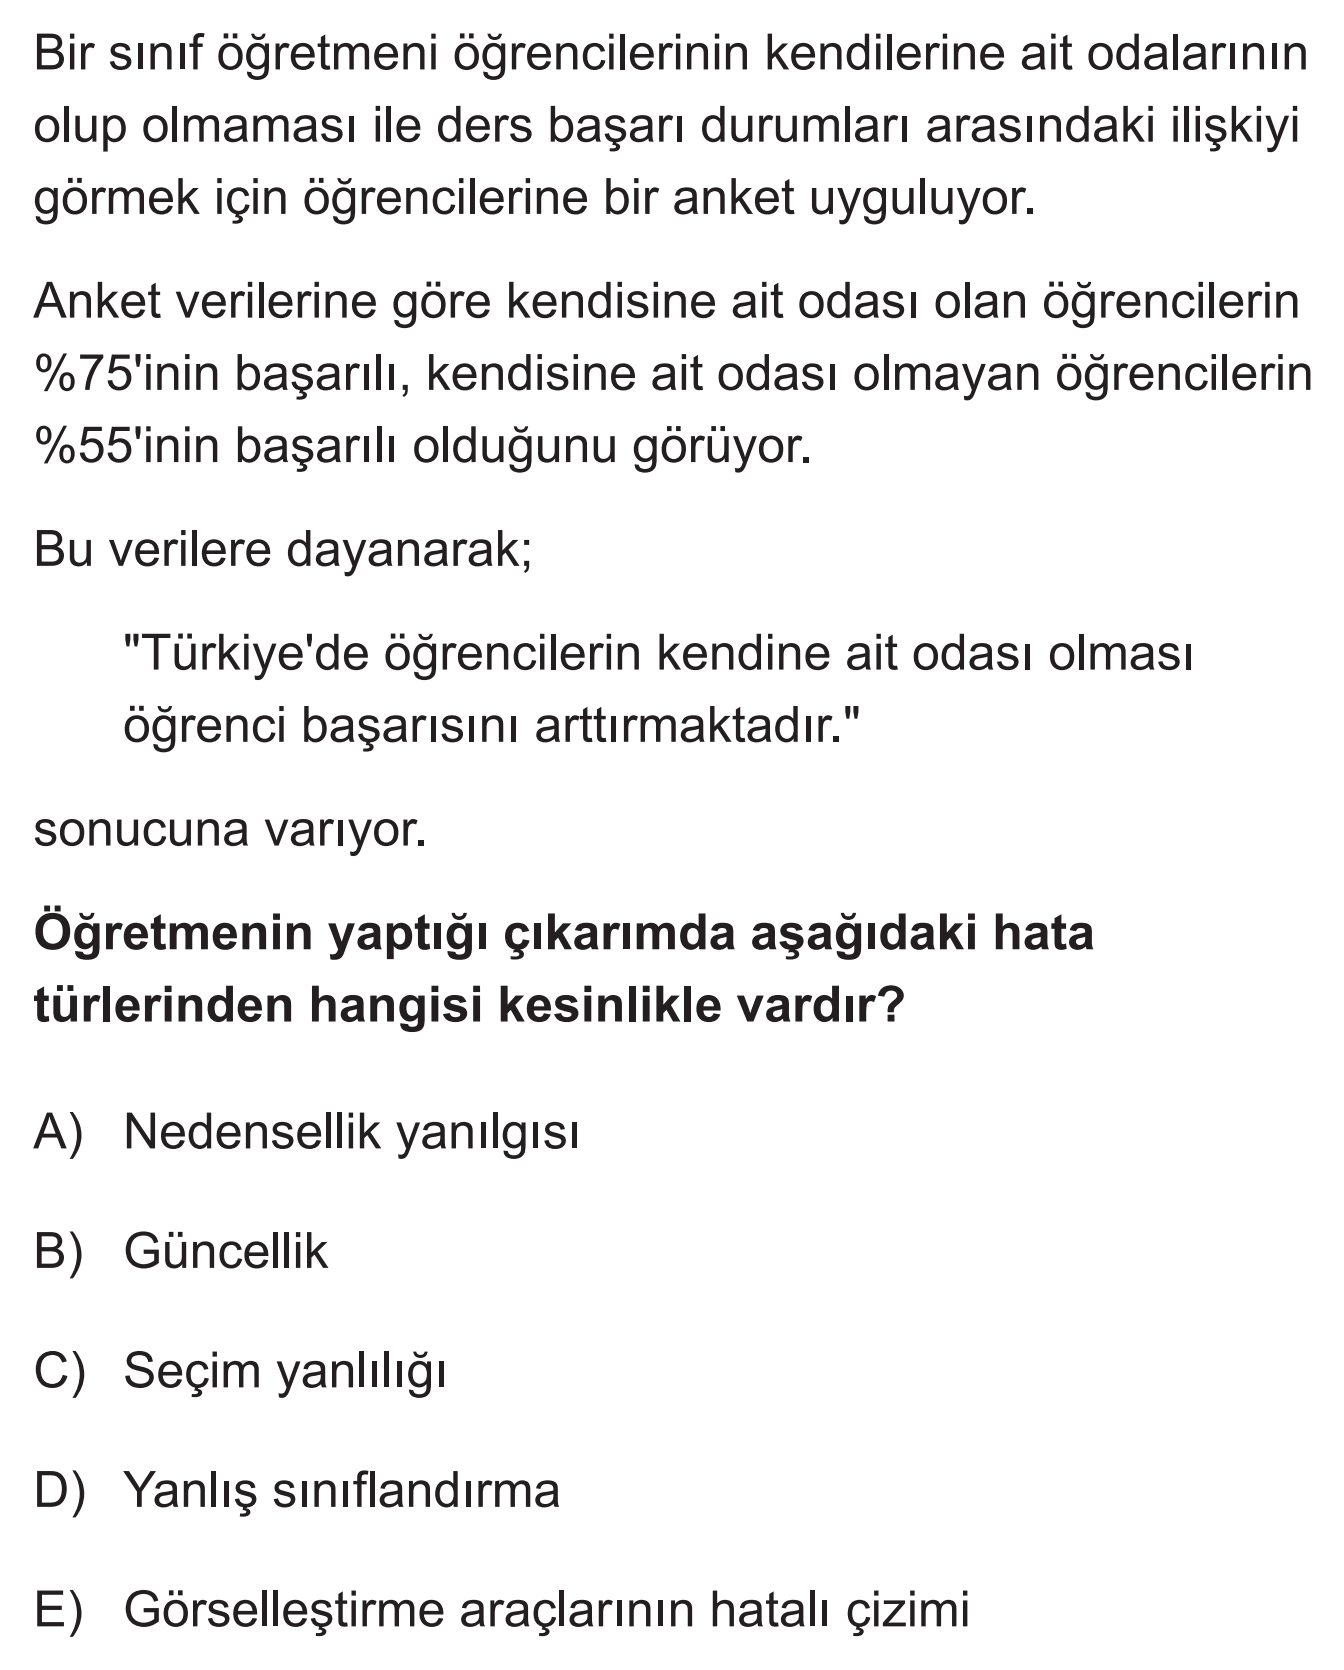 Bir sınıf öğretmeni öğrencilerinin kendilerine ait odalarının
olup olmaması ile ders başarı durumları arasındaki ilişkiyi
görmek için öğrencilerine bir anket uyguluyor.
Anket verilerine göre kendisine ait odası olan öğrencilerin
%75'inin başarılı, kendisine ait odası olmayan öğrencilerin
%55'inin başarılı olduğunu görüyor.
Bu verilere dayanarak;
"Türkiye'de öğrencilerin kendine ait odası olması
öğrenci başarısını arttırmaktadır."
sonucuna varıyor.
Öğretmenin yaptığı çıkarımda aşağıdaki hata
türlerinden hangisi kesinlikle vardır?
A) Nedensellik yanılgısı
B) Güncellik
C) Seçim yanlılığı
D) Yanlış sınıflandırma
E) Görselleştirme araçlarının hatalı çizimi